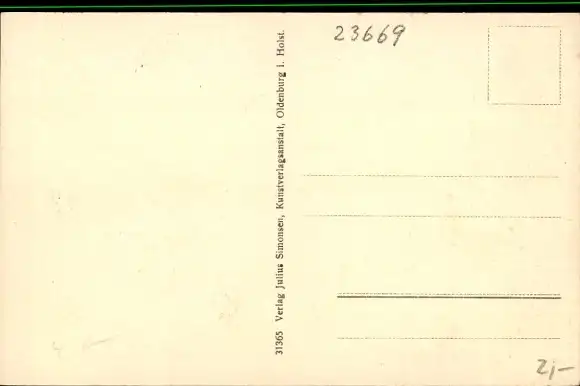 23669
31365 Verlag Julius Simonsen, Kunstverlagsanstalt, Oldenburg i. Holst.
2,-